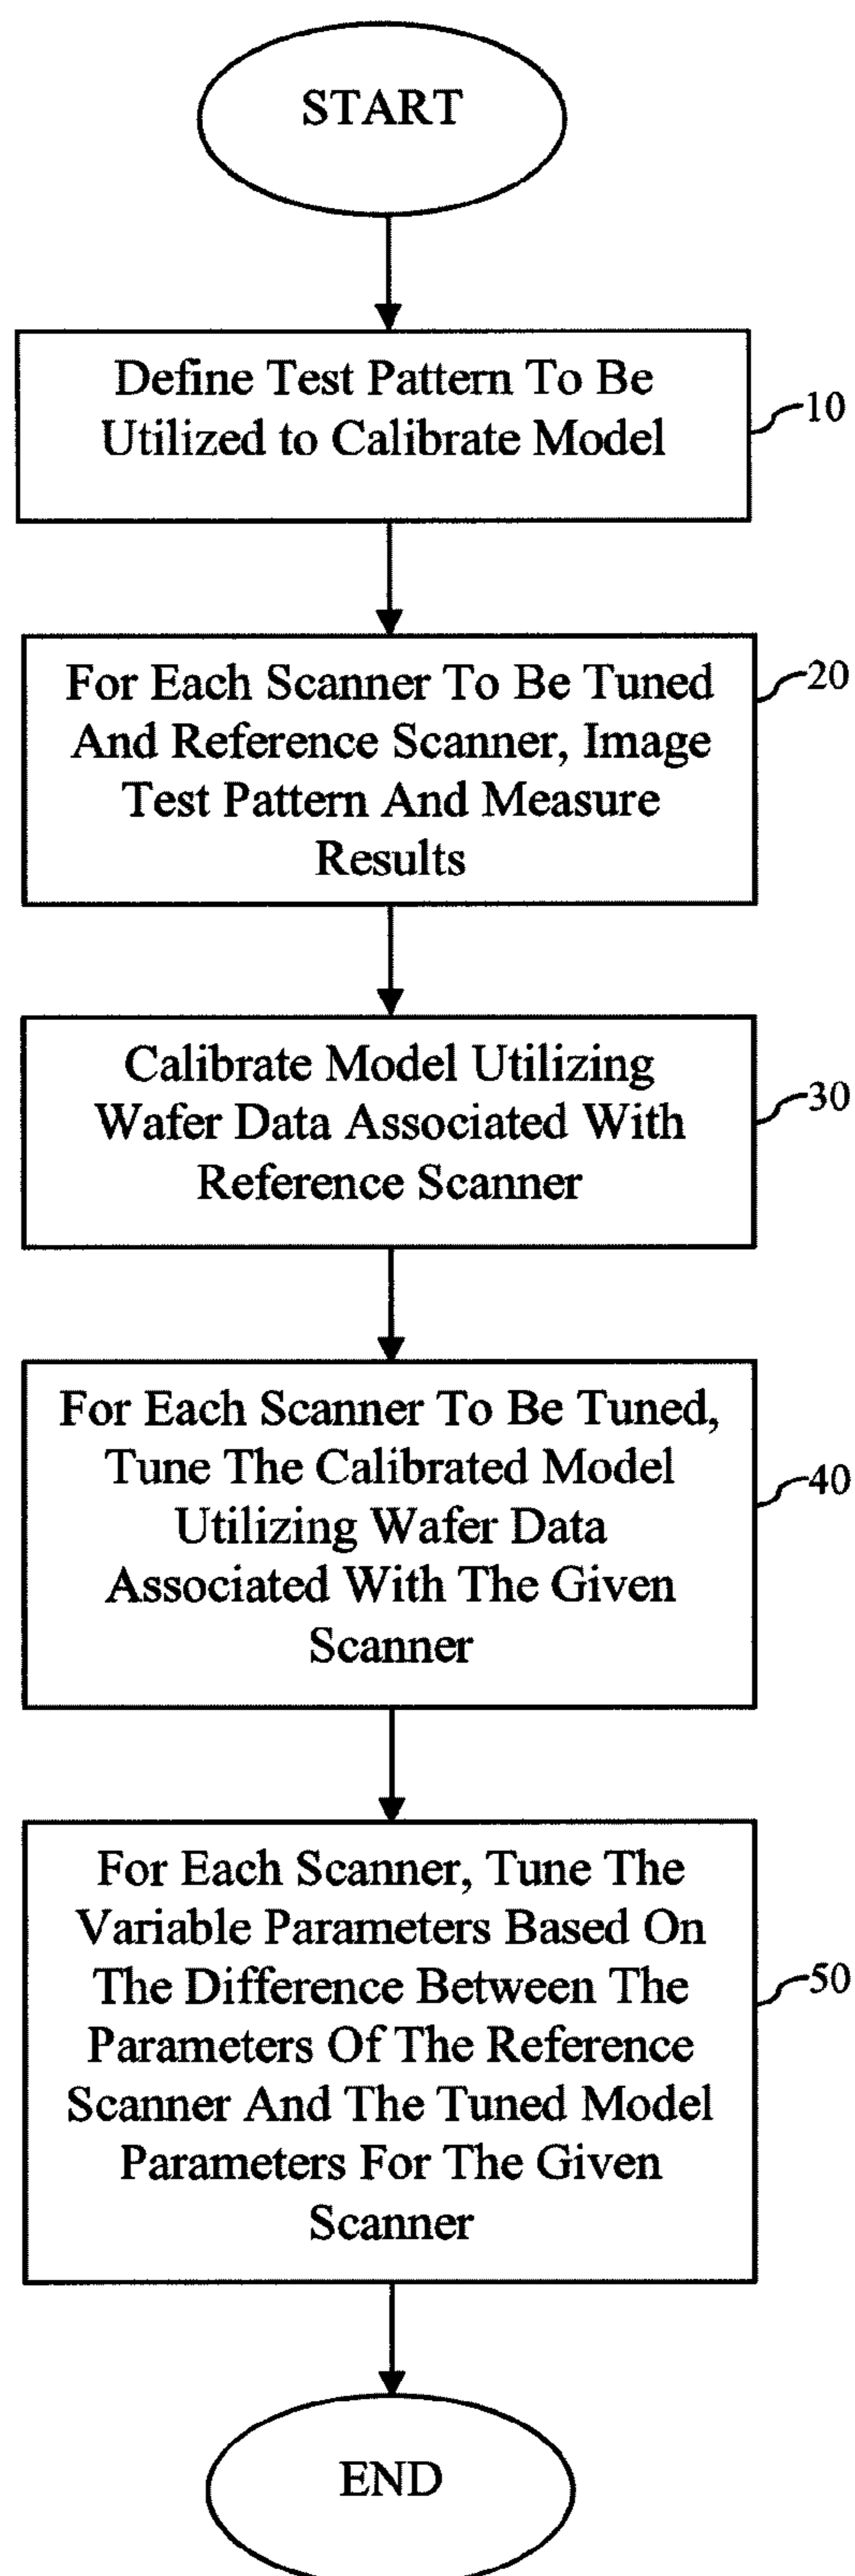 START
Define Test Pattern To Be
Utilized to Calibrate Model
10
For Each Scanner To Be Tuned
And Reference Scanner, Image
Test Pattern And Measure
Results
20
Calibrate Model Utilizing
Wafer Data Associated With
Reference Scanner
30
For Each Scanner To Be Tuned,
Tune The Calibrated Model
Utilizing Wafer Data
Associated With The Given
Scanner
40
For Each Scanner, Tune The
Variable Parameters Based On
The Difference Between The
Parameters Of The Reference
Scanner And The Tuned Model
Parameters For The Given
Scanner
50
END